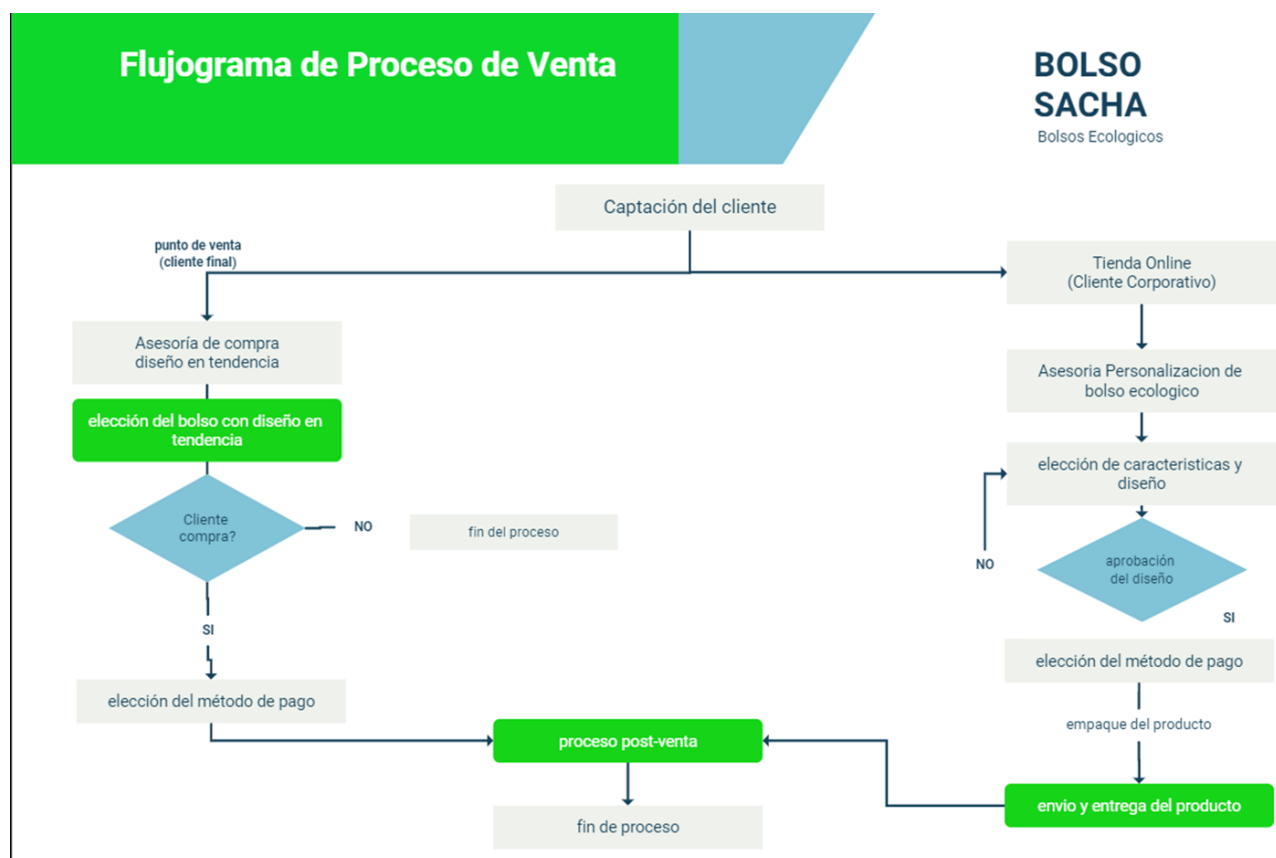 Flujograma de Proceso de Venta
BOLSO
SACHA
Bolsos Ecologicos
Captación del cliente
punto de venta
(cliente final)
Tienda Online
(Cliente Corporativo)
Asesoría de compra
diseño en tendencia
Asesoria Personalizacion de
bolso ecologico
elección del bolso con diseño en
tendencia
elección de caracteristicas y
diseño
Cliente
compra?
NO
fin del proceso
NO
aprobación
del diseño
SI
SI
elección del método de pago
elección del método de pago
empaque del producto
proceso post-venta
envio y entrega del producto
fin de proceso